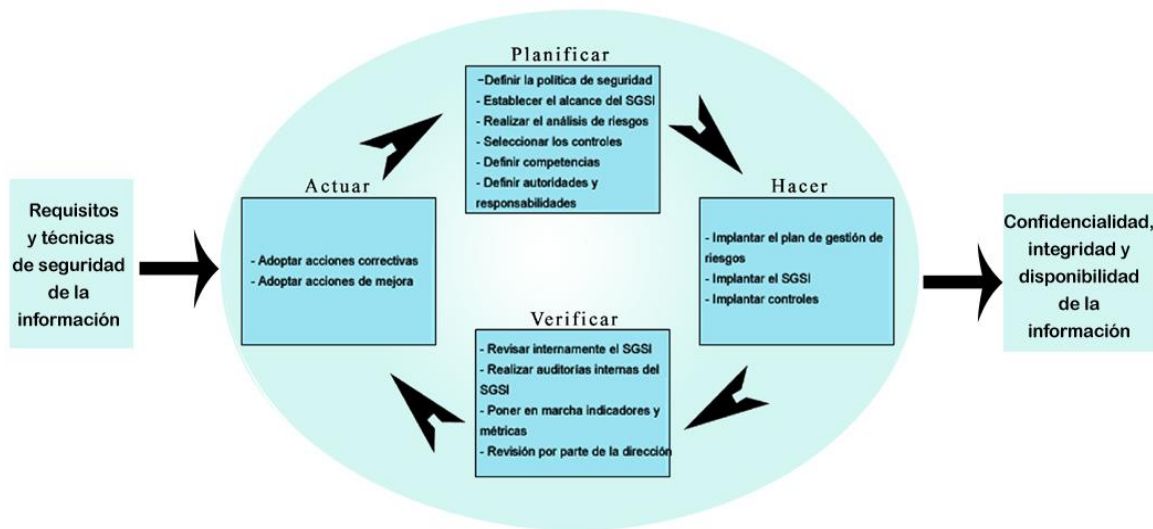 Planificar
-Definir la política de seguridad
- Establecer el alcance del SGSI
- Realizar el análisis de riesgos
- Seleccionar los controles
- Definir competencias
- Definir autoridades y
responsabilidades
Actuar
- Adoptar acciones correctivas
- Adoptar acciones de mejora
Hacer
- Implantar el plan de gestión de
riesgos
- Implantar el SGSI
- Implantar controles
Verificar
- Revisar internamente el SGSI
- Realizar auditorías internas del
SGSI
- Poner en marcha indicadores y
métricas
- Revisión por parte de la dirección
Requisitos
y técnicas
de seguridad
de la
información
Confidencialidad,
integridad y
disponibilidad
de la
información